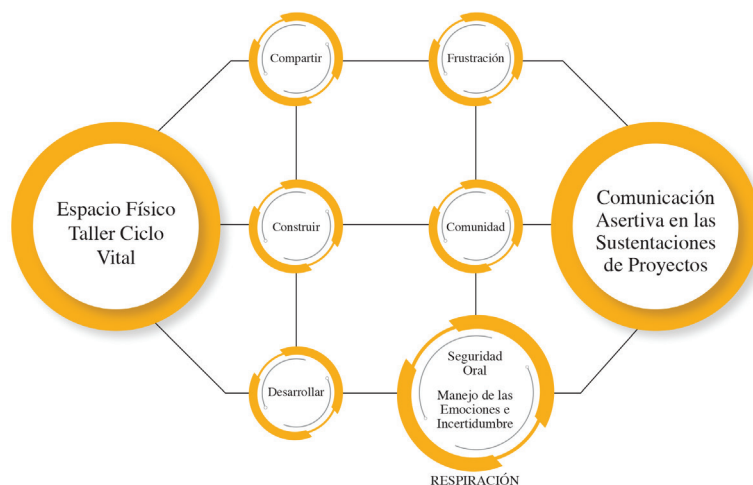 Compartir
Frustración
Espacio Físico
Taller Ciclo
Vital
Construir
Comunidad
Comunicación
Asertiva en las
Sustentaciones
de Proyectos
Desarrollar
Seguridad
Oral
Manejo de las
Emociones e
Incertidumbre
RESPIRACIÓN